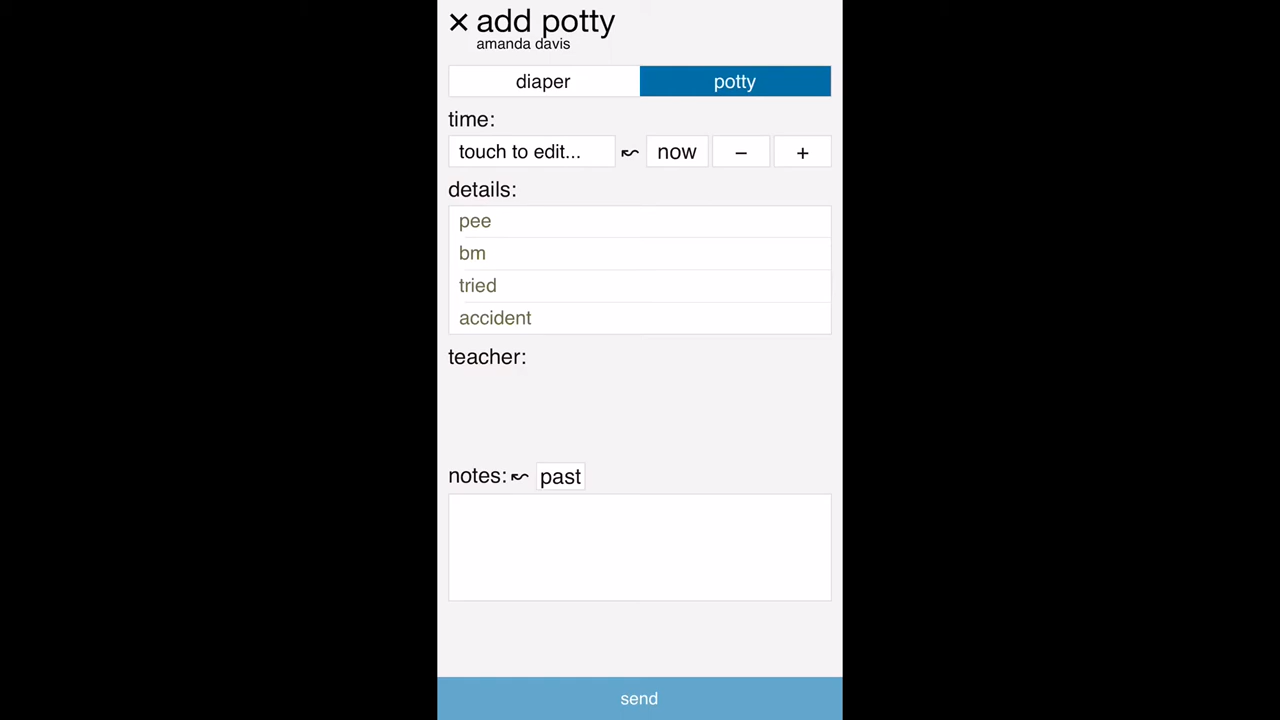 × add potty
amanda davis
diaper potty
time:
touch to edit... now − +
details:
pee
bm
tried
accident
teacher:
notes: past
send